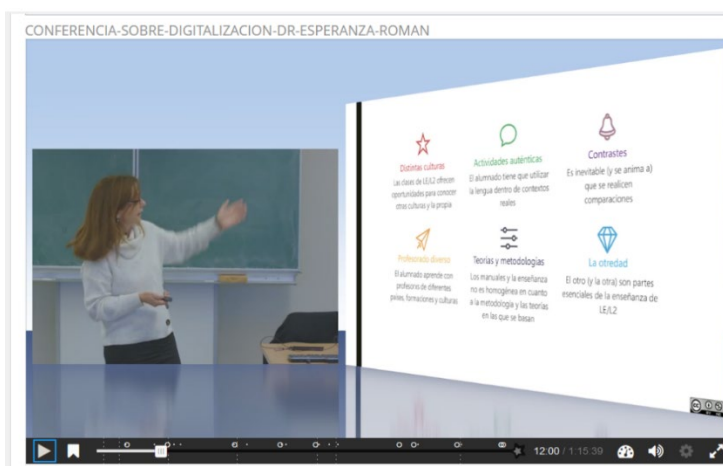 CONFERENCIA-SOBRE-DIGITALIZACION-DR-ESPERANZA-ROMAN
Distintas culturas
Las clases de LE/L2 ofrecen
oportunidades para conocer
otras culturas y la propia
Actividades auténticas
El alumnado tiene que utilizar
la lengua dentro de contextos
reales
Contrastes
Es inevitable (y se anima a)
que se realicen
comparaciones
Profesorado diverso
El alumnado aprende con
profesores de diferentes
países, formaciones y culturas
Teorías y metodologías
Los manuales y la enseñanza
no es homogénea en cuanto
a la metodología y las teorías
en las que se basan
La otredad
El otro (y la otra) son partes
esenciales de la enseñanza de
LE/L2
12:00 / 1:15:39